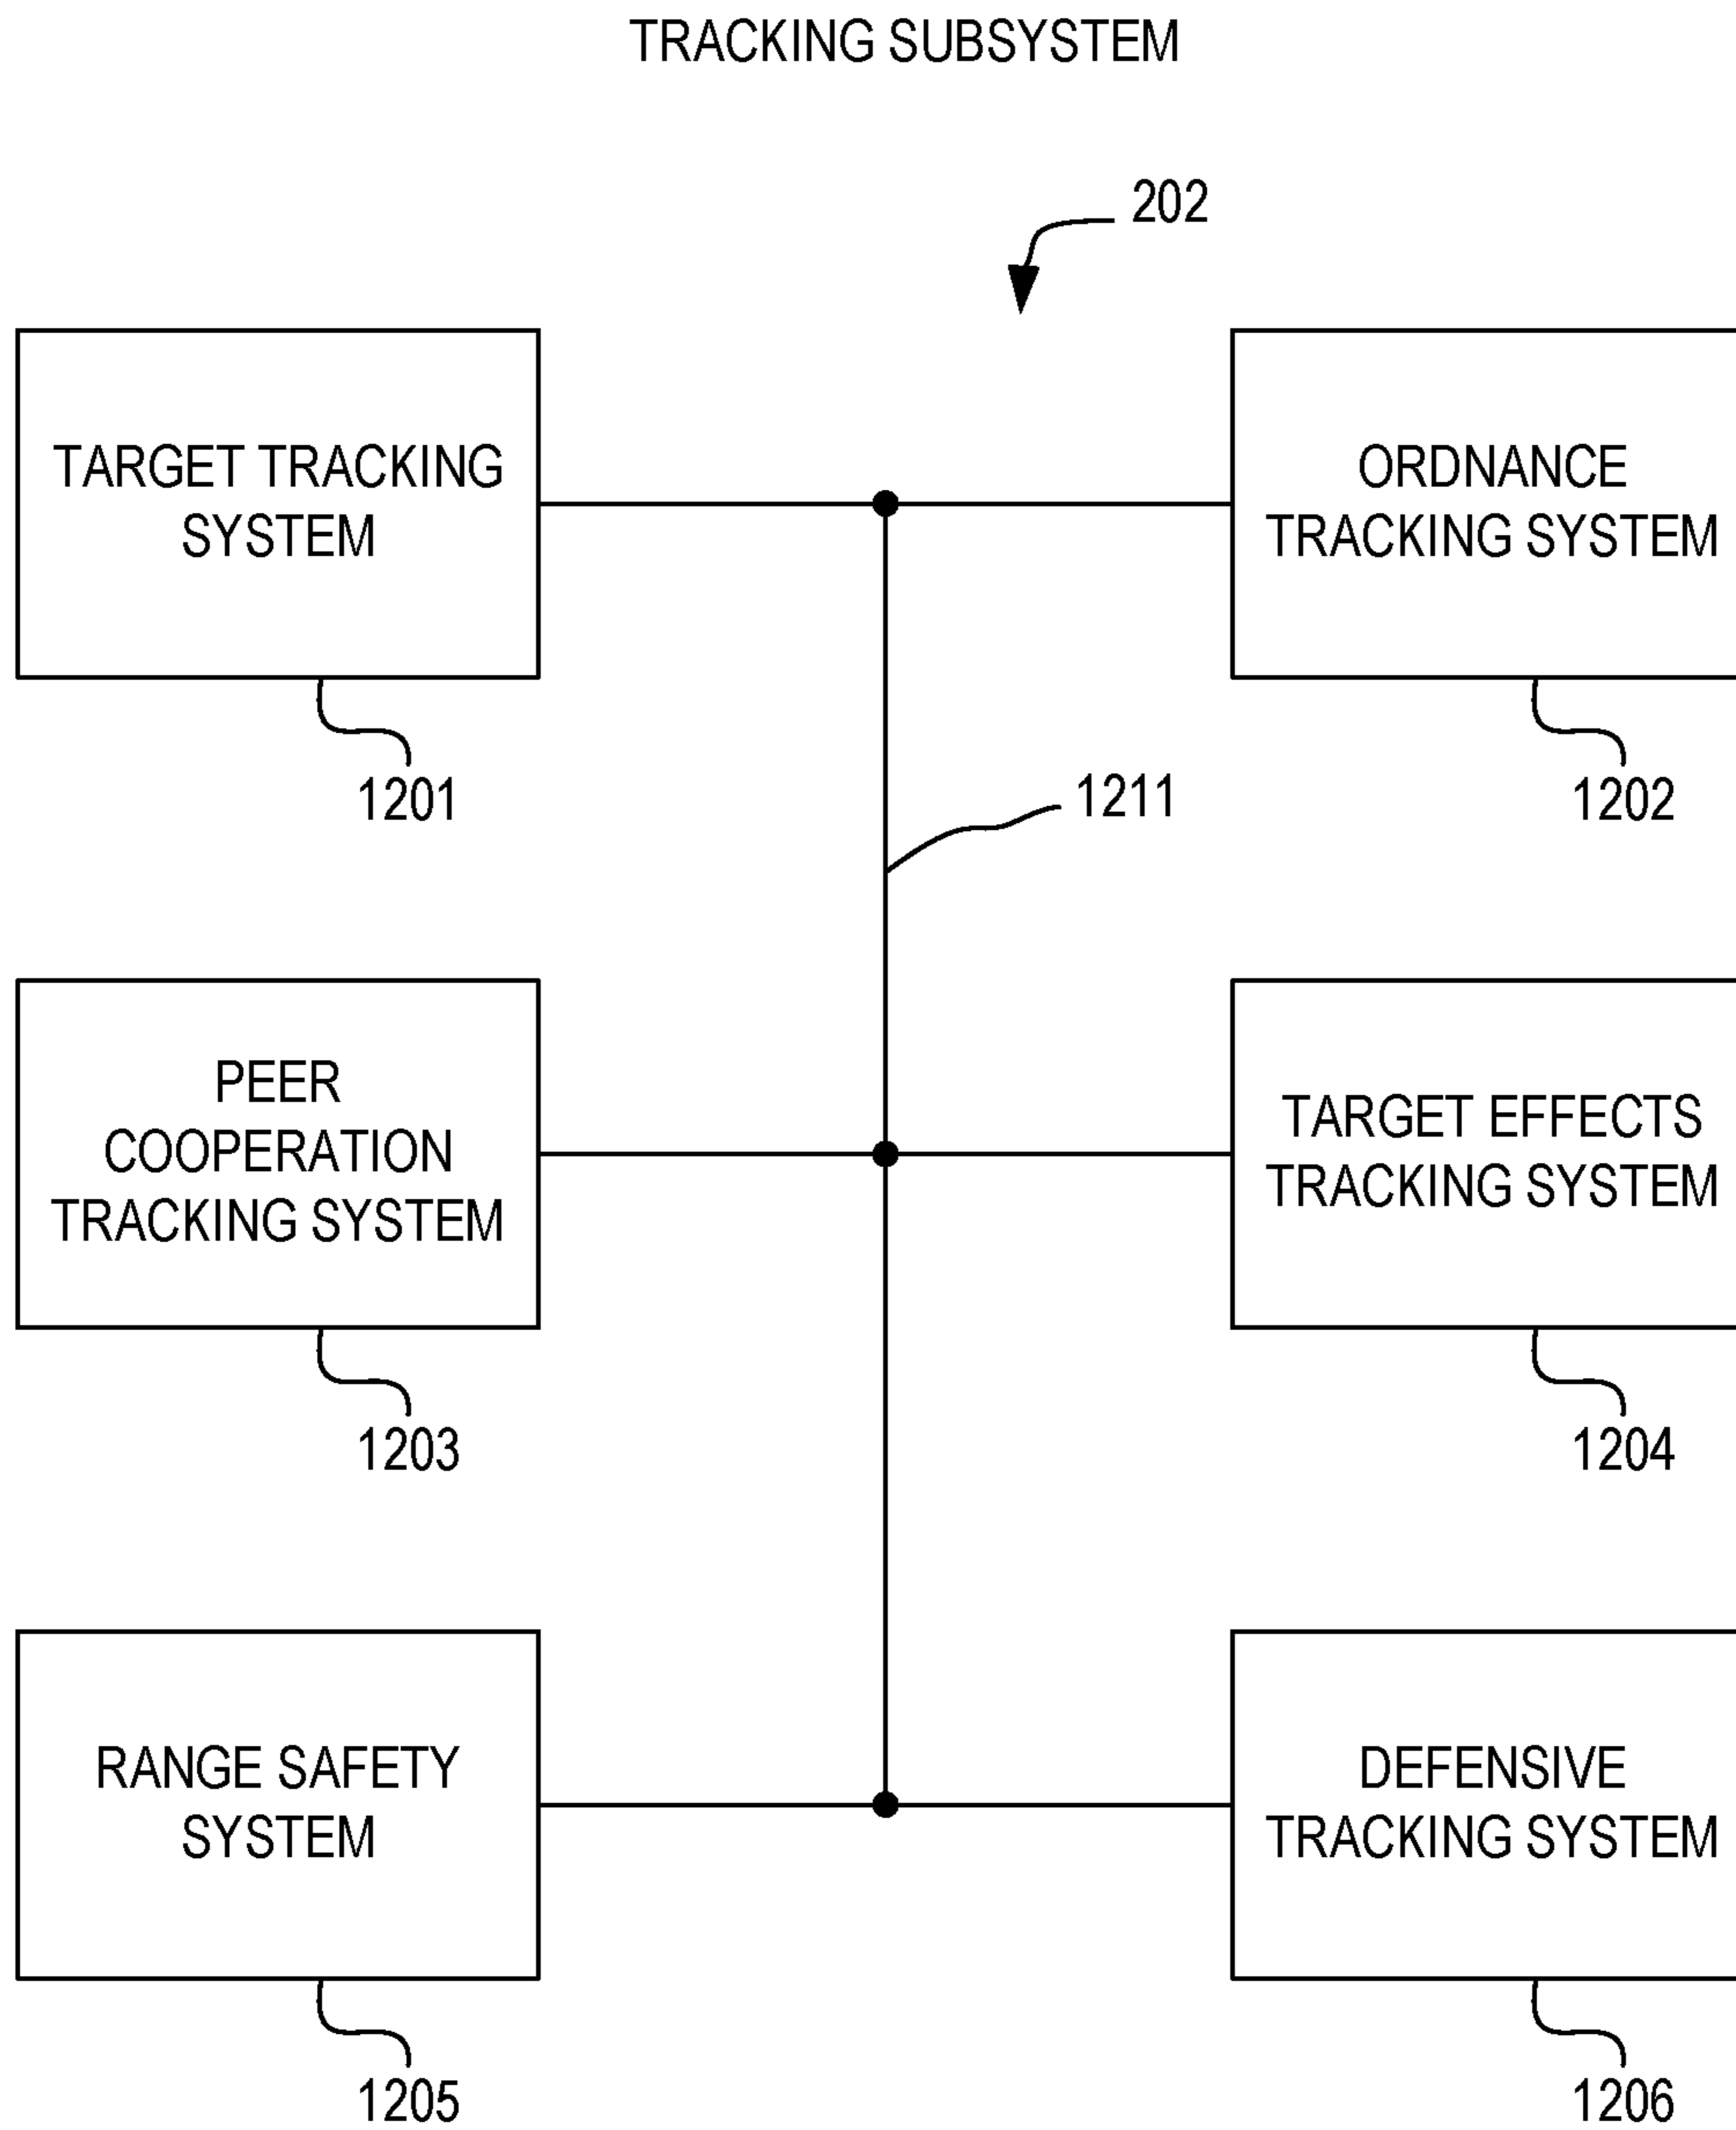 TRACKING SUBSYSTEM
202
TARGET TRACKING
SYSTEM
1201
ORDNANCE
TRACKING SYSTEM
1202
1211
PEER
COOPERATION
TRACKING SYSTEM
1203
TARGET EFFECTS
TRACKING SYSTEM
1204
RANGE SAFETY
SYSTEM
1205
DEFENSIVE
TRACKING SYSTEM
1206